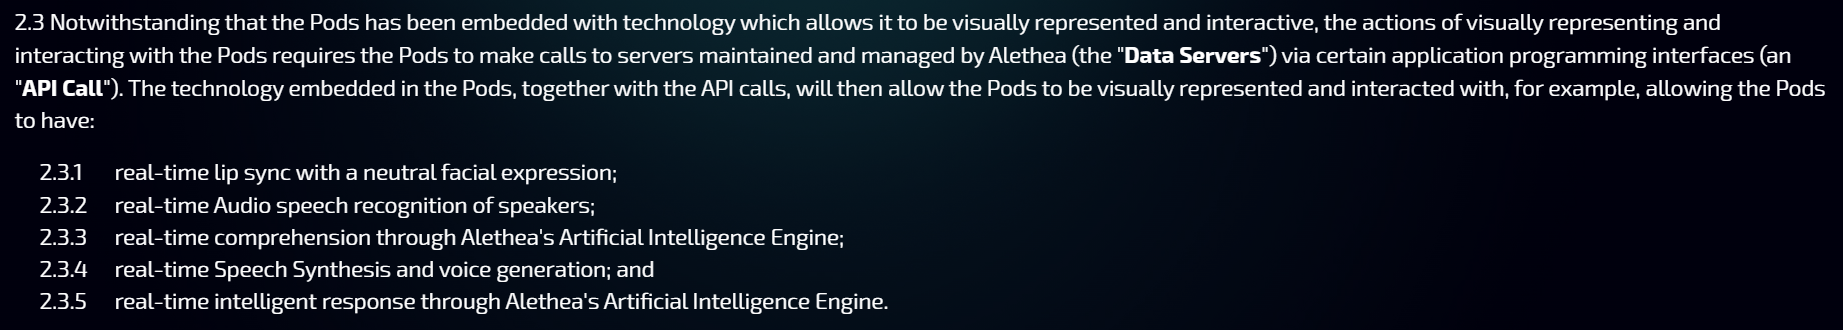 2.3 Notwithstanding that the Pods has been embedded with technology which allows it to be visually represented and interactive, the actions of visually representing and
interacting with the Pods requires the Pods to make calls to servers maintained and managed by Alethea (the "Data Servers") via certain application programming interfaces (an
"API Call"). The technology embedded in the Pods, together with the API calls, will then allow the Pods to be visually represented and interacted with, for example, allowing the Pods
to have:
2.3.1 real-time lip sync with a neutral facial expression;
2.3.2 real-time Audio speech recognition of speakers;
2.3.3 real-time comprehension through Alethea's Artificial Intelligence Engine;
2.3.4 real-time Speech Synthesis and voice generation; and
2.3.5 real-time intelligent response through Alethea's Artificial Intelligence Engine.